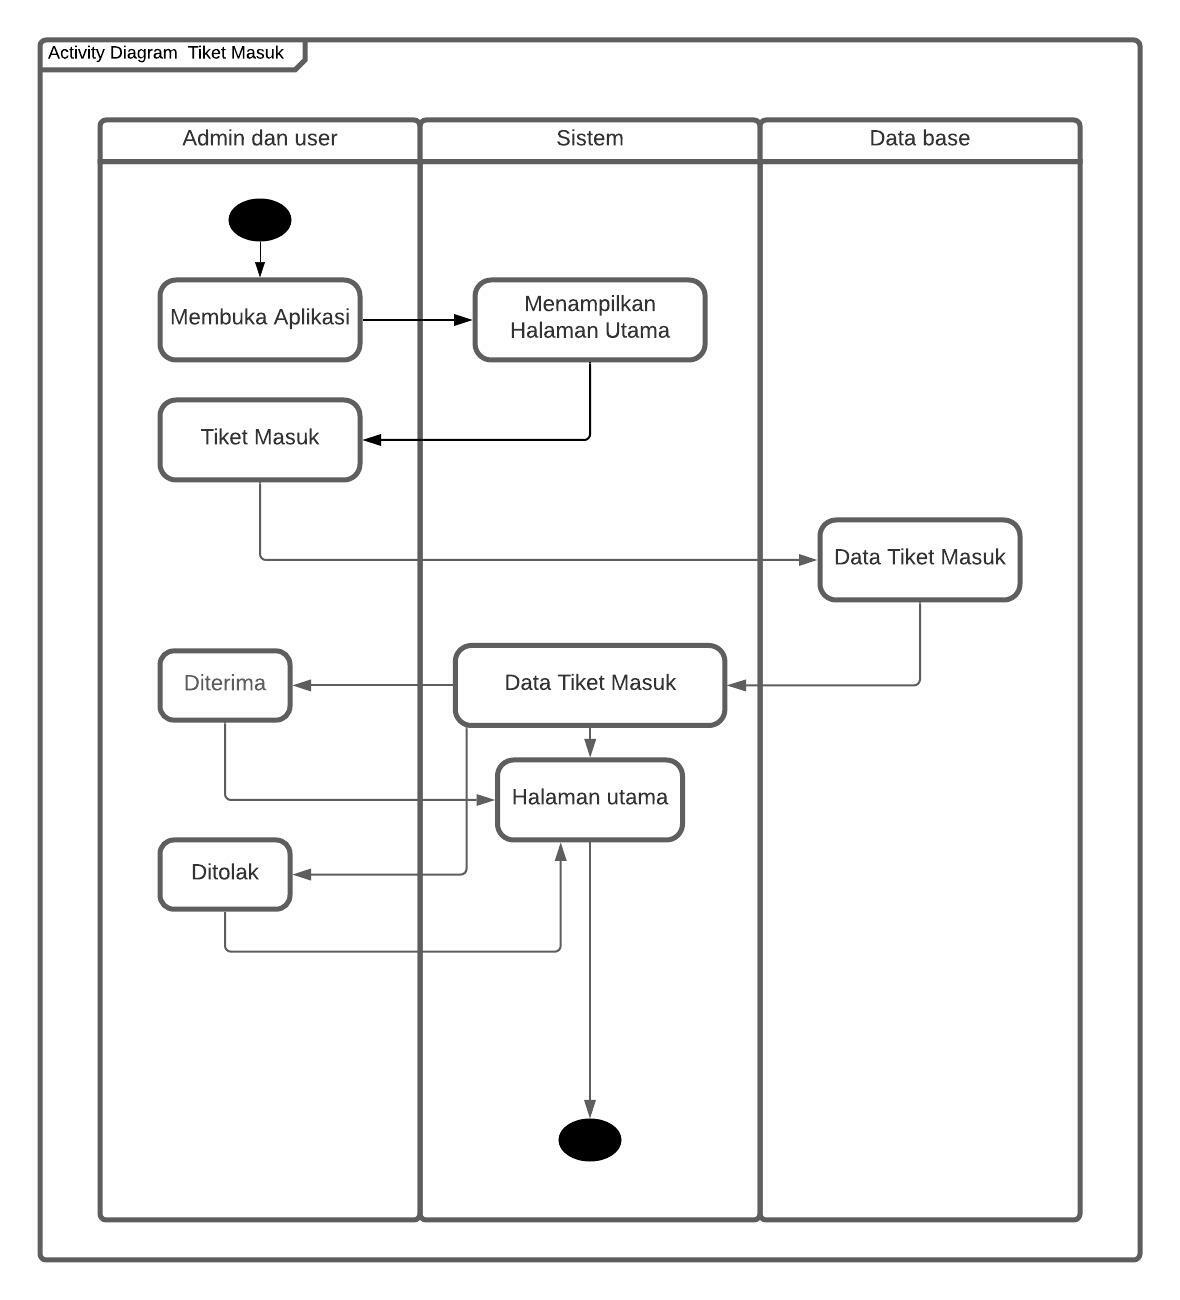 Activity Diagram  Tiket Masuk
Admin dan user
Sistem
Data base
Membuka Aplikasi
Menampilkan
Halaman Utama
Tiket Masuk
Data Tiket Masuk
Diterima
Data Tiket Masuk
Halaman utama
Ditolak